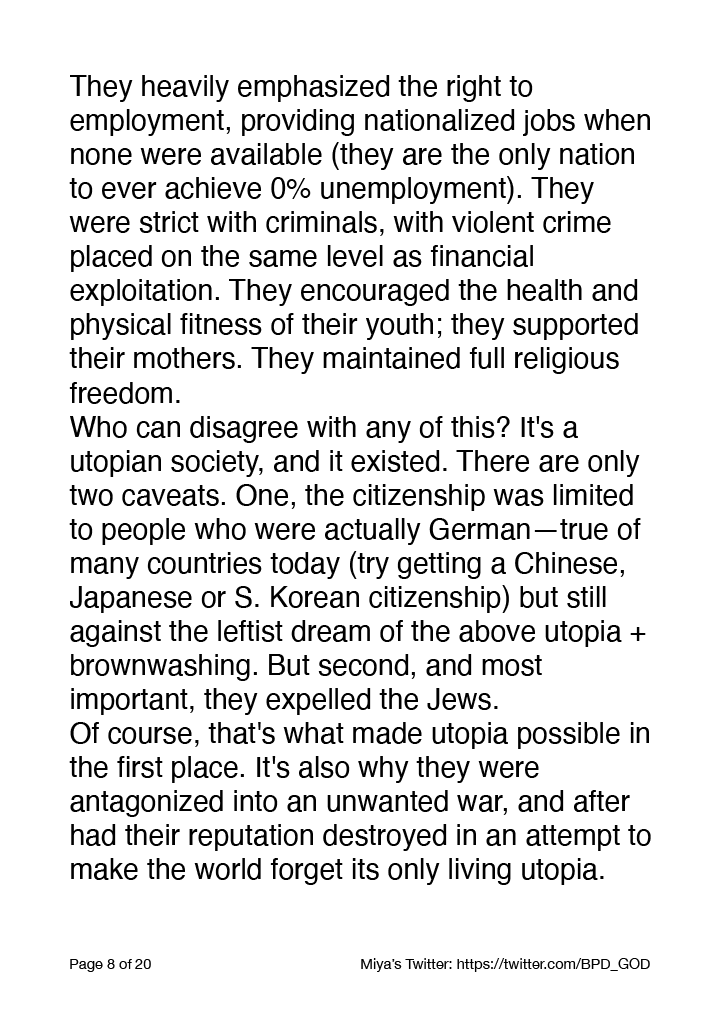 They heavily emphasized the right to
employment, providing nationalized jobs when
none were available (they are the only nation
to ever achieve 0% unemployment). They
were strict with criminals, with violent crime
placed on the same level as financial
exploitation. They encouraged the health and
physical fitness of their youth; they supported
their mothers. They maintained full religious
freedom.
Who can disagree with any of this? It's a
utopian society, and it existed. There are only
two caveats. One, the citizenship was limited
to people who were actually German—true of
many countries today (try getting a Chinese,
Japanese or S. Korean citizenship) but still
against the leftist dream of the above utopia +
brownwashing. But second, and most
important, they expelled the Jews.
Of course, that's what made utopia possible in
the first place. It's also why they were
antagonized into an unwanted war, and after
had their reputation destroyed in an attempt to
make the world forget its only living utopia.
Page 8 of 20 Miya's Twitter: https://twitter.com/BPD_GOD